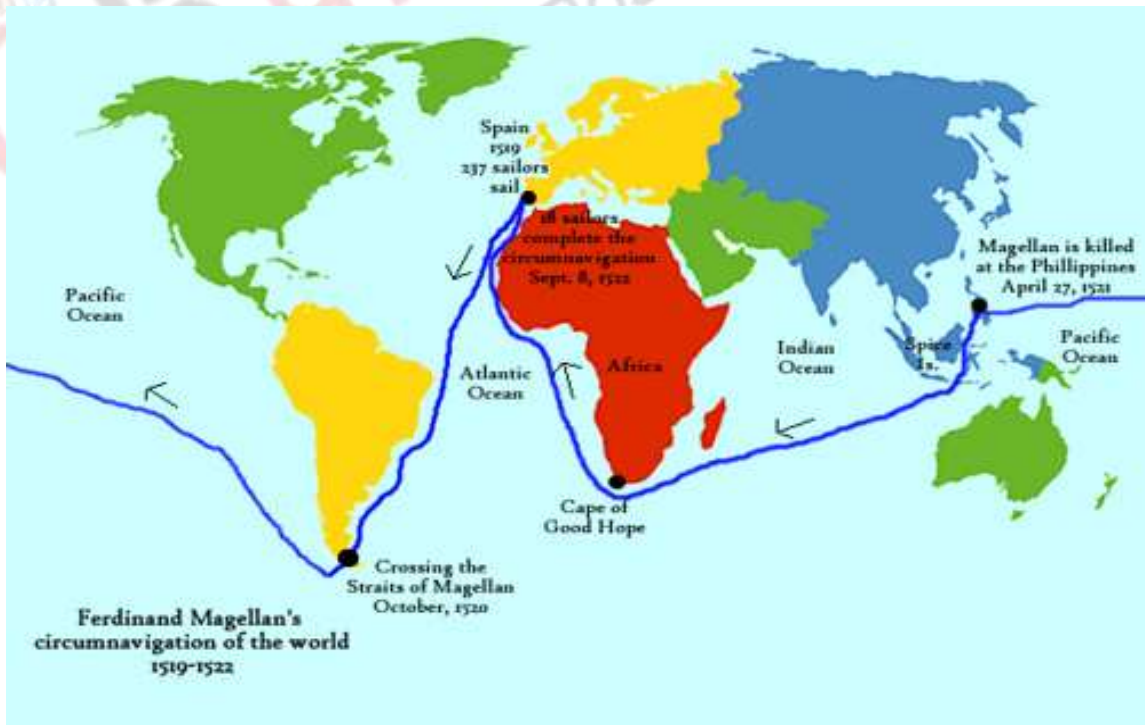 Spain
1519
237 sailors
sail
18 sailors
complete the
circumnavigation
Sept. 8, 1522
Magellan is killed
at the Phillippines
April 27, 1521
Pacific
Ocean
Atlantic
Ocean
Africa
Indian
Ocean
Spice
Is.
Pacific
Ocean
Cape of
Good Hope
Crossing the
Straits of Magellan
October, 1520
Ferdinand Magellan's
circumnavigation of the world
1519-1522